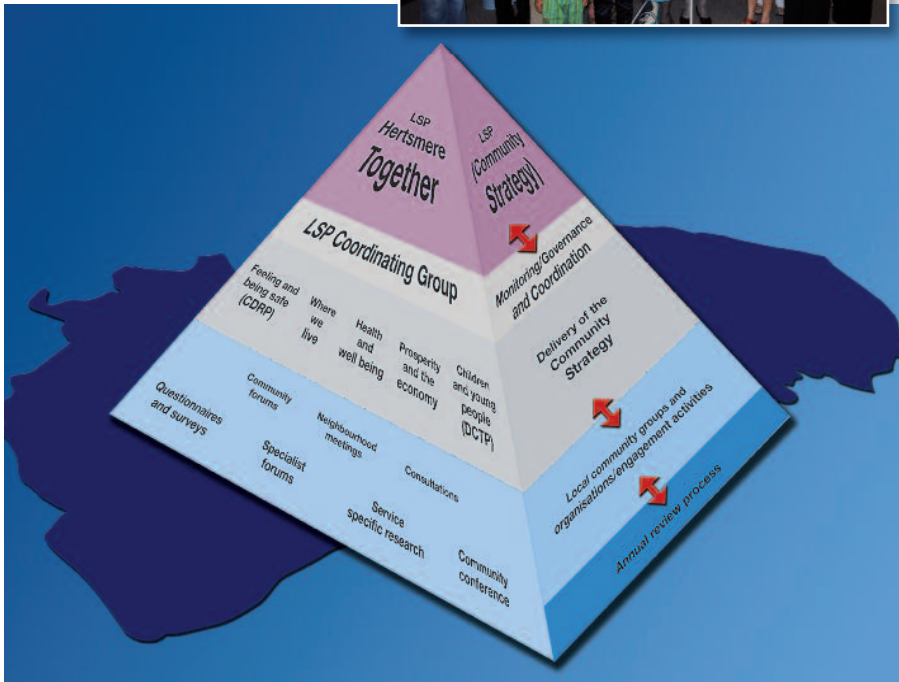 LSP
Hertsmere
Together
LSP
(Community
Strategy)
LSP Coordinating Group
Monitoring/Governance
and Coordination
Feeling and
being safe
(CDRP)
Where
we
live
Health
and
well being
Prosperity
and the
economy
Children
and young
people
(DCTP)
Delivery of the
Community
Strategy
Questionnaires
and surveys
Community
forums
Specialist
forums
Neighbourhood
meetings
Service
specific research
Consultations
Community
conference
Local community groups and
organisations/engagement activities
Annual review process